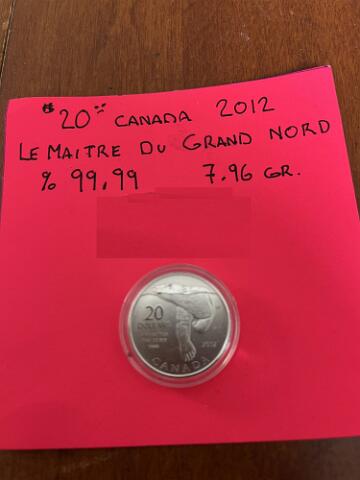 "20" CANADA 2012
LE MAITRE DU GRAND NORD
% 99.99 7.96 GR.
20
DOLLARS
2012
CANADA